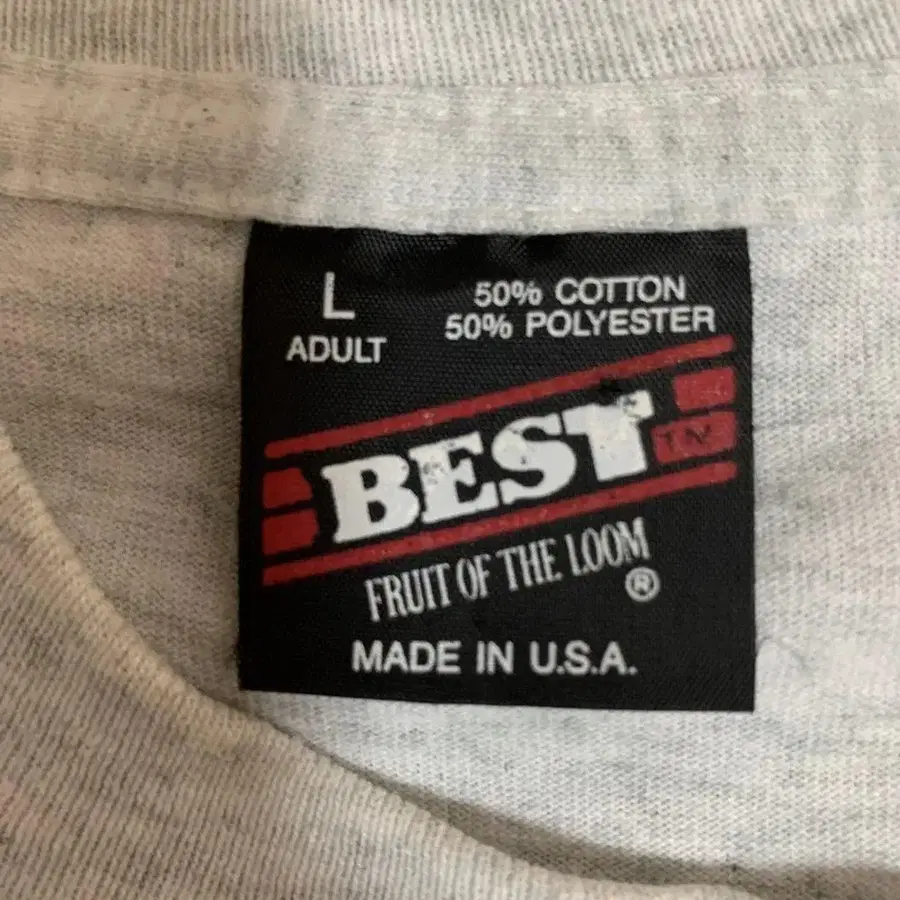 L
ADULT
50% COTTON
50% POLYESTER
BEST TM
FRUIT OF THE LOOM
®
MADE IN U.S.A.